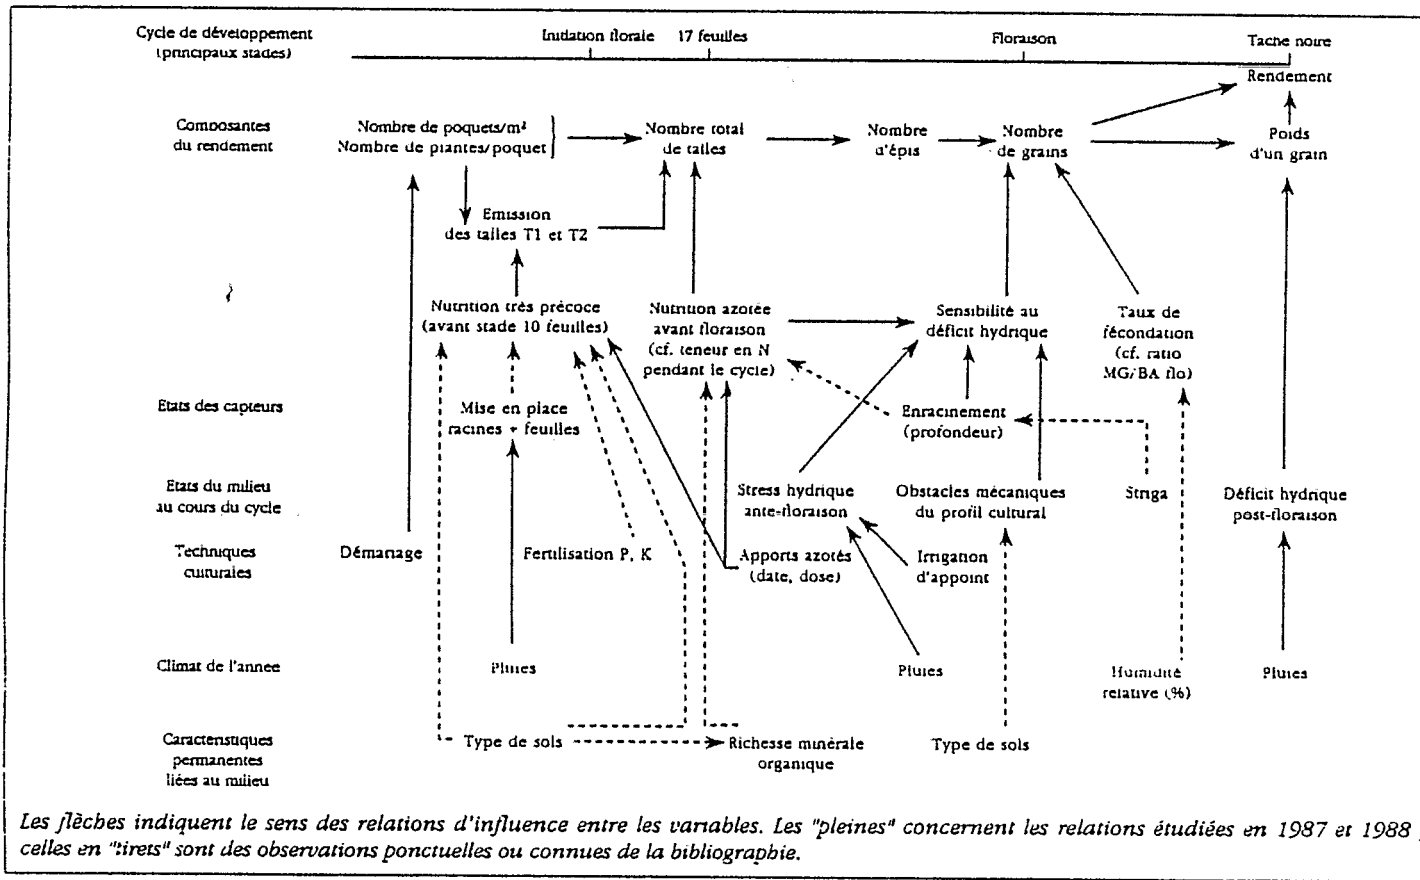 Cycle de développement
(principaux stades)
Initiation florale
17 feuilles
Floraison
Tache noire
Rendement
Composantes
du rendement
Nombre de poquets/m²
Nombre de plantes/poquet
Nombre total
de talles
Nombre
d'épis
Nombre
de grains
Poids
d'un grain
Emission
des talles T1 et T2
Nutrition très précoce
(avant stade 10 feuilles)
Nutrition azotée
avant floraison
(cf. teneur en N
pendant le cycle)
Sensibilité au
déficit hydrique
Taux de
fécondation
(cf. ratio
MG/BA flo)
Etats des capteurs
Mise en place
racines + feuilles
Enracinement
(profondeur)
Etats du milieu
au cours du cycle
Stress hydrique
ante-floraison
Obstacles mécaniques
du profil cultural
Striga
Déficit hydrique
post-floraison
Techniques
culturales
Démariage
Fertilisation P, K
Apports azotés
(date, dose)
Irrigation
d'appoint
Climat de l'annee
Pluies
Pluies
Humidité
relative (%)
Pluies
Caractéristiques
permanentes
liées au milieu
Type de sols
Richesse minérale
organique
Type de sols
Les flèches indiquent le sens des relations d'influence entre les variables. Les "pleines" concernent les relations étudiées en 1987 et 1988 ;
celles en "tirets" sont des observations ponctuelles ou connues de la bibliographie.